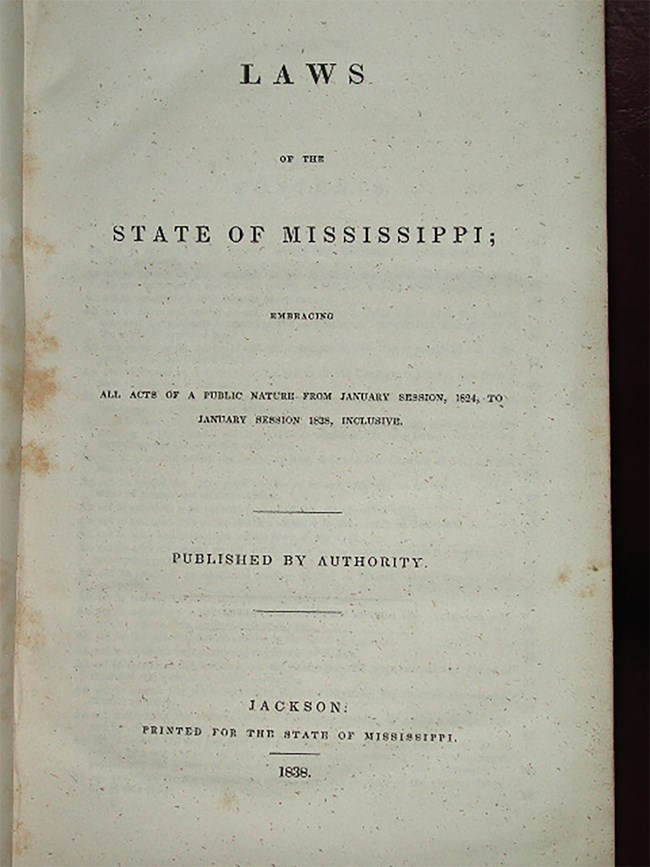 LAWS
OF THE
STATE OF MISSISSIPPI;
EMBRACING
ALL ACTS OF A PUBLIC NATURE FROM JANUARY SESSION, 1824, TO
JANUARY SESSION 1838, INCLUSIVE.
PUBLISHED BY AUTHORITY.
JACKSON:
PRINTED FOR THE STATE OF MISSISSIPPI.
1838.